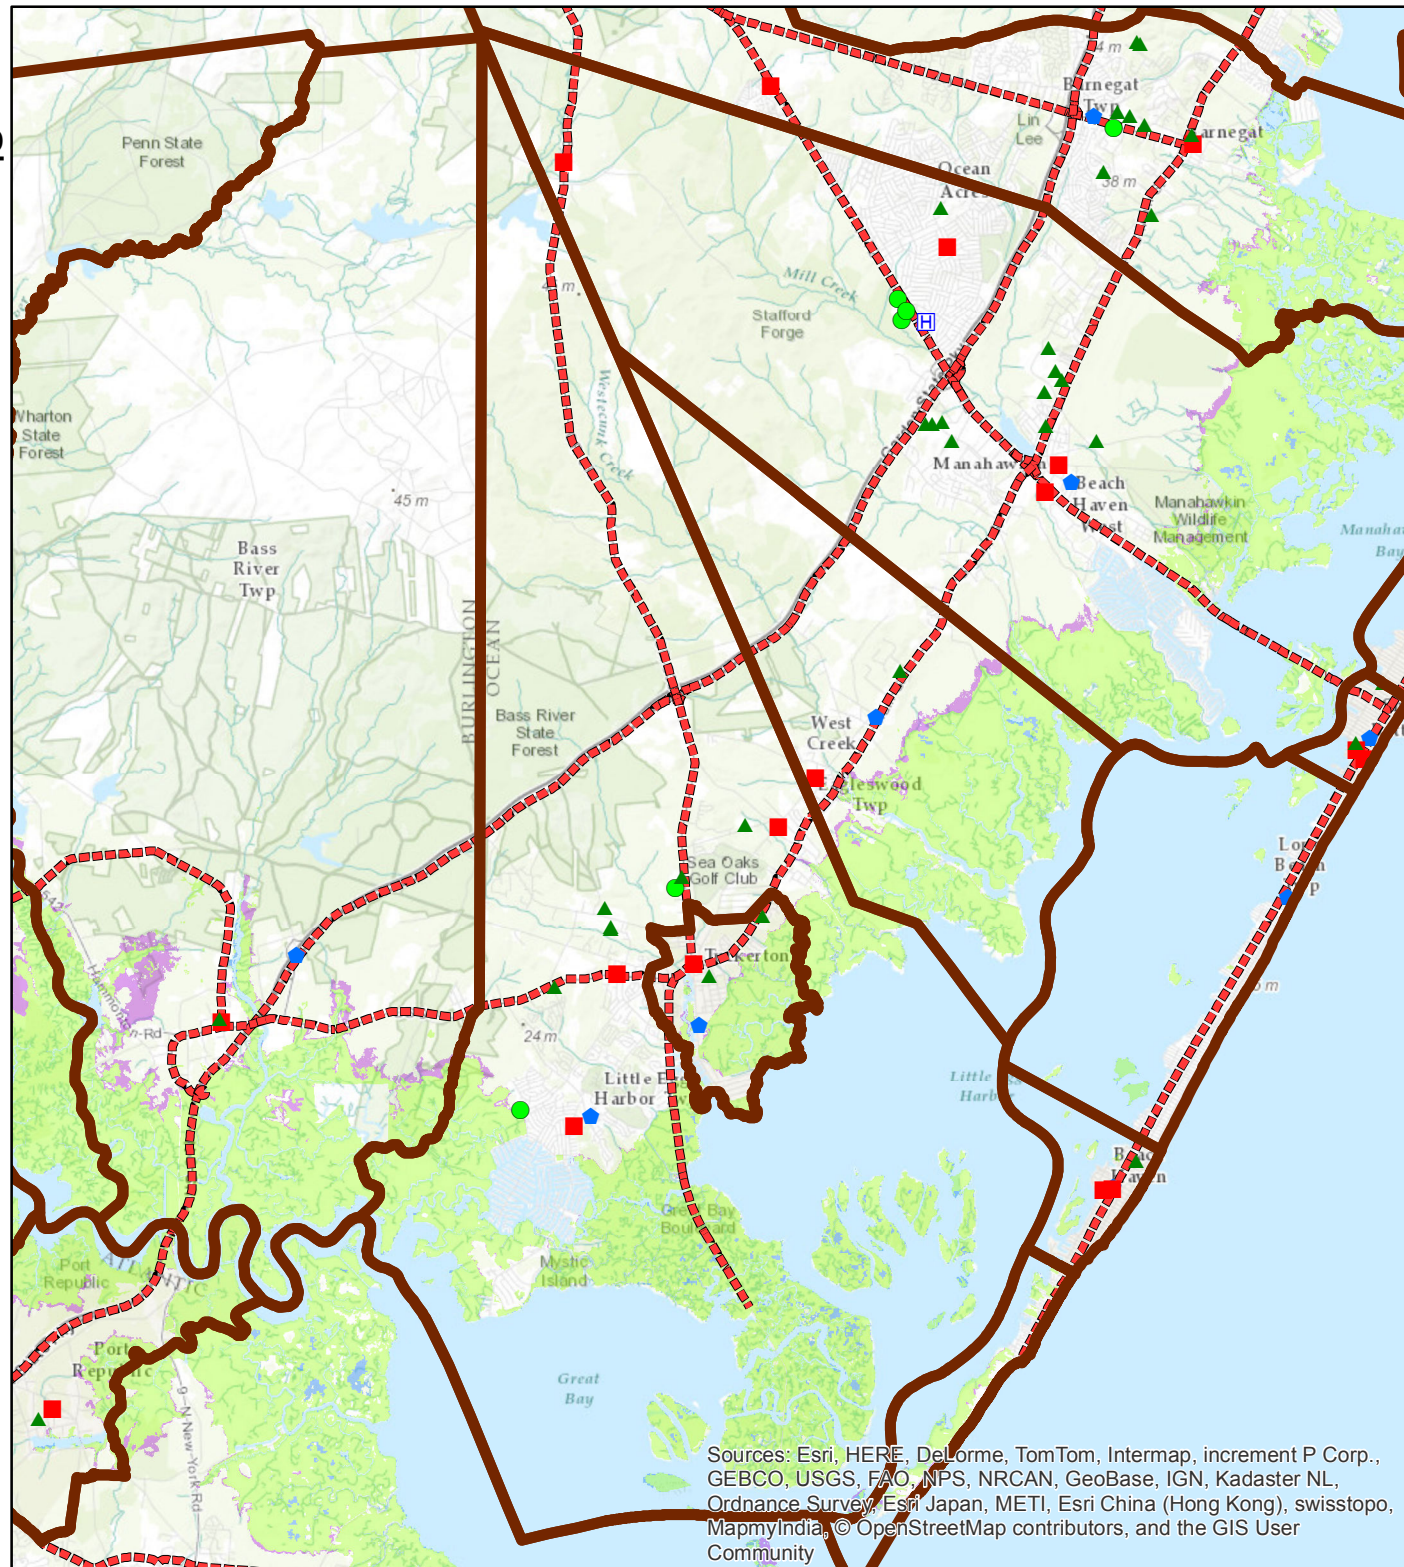 4 m
Barnegat
Twp
Lin
Lee
Barnegat
Penn State
Forest
Ocean
Acres
38 m
Mill Creek
Stafford
Forge
Westecunk Creek
Wharton
State
Forest
45 m
Manahawkin
Beach
Haven
West
Manahawkin
Wildlife
Management
Bass
River
Twp
BURLINGTON
OCEAN
Bass River
State
Forest
West
Creek
Eagleswood
Twp
Sea Oaks
Golf Club
Tuckerton
24 m
Little Egg
Harbor
Little Egg
Harbor
Long
Beach
Twp
Beach
Haven
Great Bay
Boulevard
Mystic
Island
Port
Republic
ATLANTIC
Port
Republic
9-N-New-York-Rd
Great
Bay
Sources: Esri, HERE, DeLorme, TomTom, Intermap, increment P Corp.,
GEBCO, USGS, FAO, NPS, NRCAN, GeoBase, IGN, Kadaster NL,
Ordnance Survey, Esri Japan, METI, Esri China (Hong Kong), swisstopo,
MapmyIndia, © OpenStreetMap contributors, and the GIS User
Community